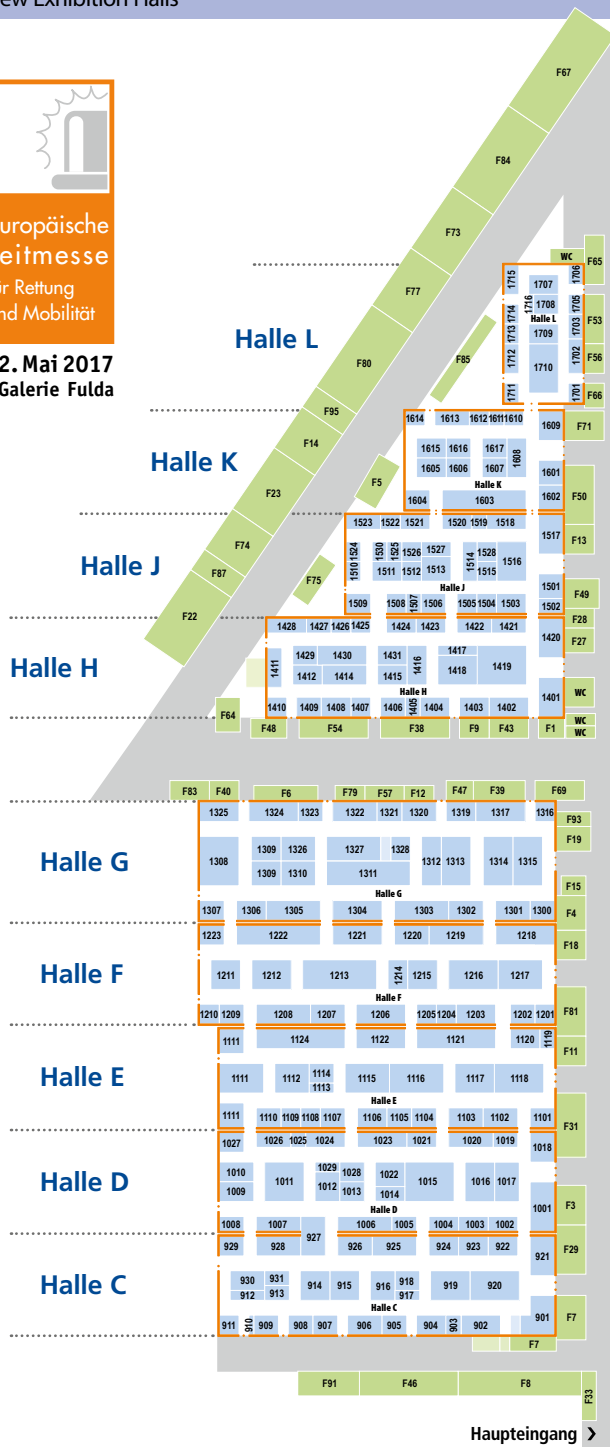 ew Exhibition Halls
uropäische
eitmesse
r Rettung
nd Mobilität
2. Mai 2017
Galerie Fulda
F67
F84
F73
F77
F80
F95
F14
F23
F74
F87
F22
F85
F5
F75
F64
Halle L
WC F65
1715 1707 1706
1716 1708 1705 F53
1714 Halle L
1713 1709 1703
1712 1710 1702 F56
1711 1701 F66
Halle K
1614 1613 1612 1611 1610 1609 F71
1615 1616 1617 1608
1605 1606 1607 1601
Halle K
1604 1603 1602 F50
Halle J
1523 1522 1521 1520 1519 1518 1517 F13
1524 1530 1525 1526 1527 1514 1528 1516
1510 1511 1512 1513 1515
Halle J
1501 F49
1509 1508 1507 1506 1505 1504 1503 1502
Halle H
1428 1427 1426 1425 1424 1423 1422 1421 1420 F28
F27
1411 1429 1430 1431 1416 1417 1419
1412 1414 1415 1418
Halle H
1410 1409 1408 1407 1406 1405 1404 1403 1402 1401 WC
F48 F54 F38 F9 F43 F1 WC
WC
F83 F40 F6 F79 F57 F12 F47 F39 F69
Halle G
1325 1324 1323 1322 1321 1320 1319 1317 1316 F93
F19
1308 1309 1326 1327 1328 1312 1313 1314 1315
1309 1310 1311
Halle G
F15
1307 1306 1305 1304 1303 1302 1301 1300 F4
Halle F
1223 1222 1221 1220 1219 1218 F18
1211 1212 1213 1214 1215 1216 1217
Halle F
1210 1209 1208 1207 1206 1205 1204 1203 1202 1201 F81
Halle E
1111 1124 1122 1121 1120 1119 F11
1111 1112 1114 1115 1116 1117 1118
1113
Halle E
1111 1110 1109 1108 1107 1106 1105 1104 1103 1102 1101 F31
Halle D
1027 1026 1025 1024 1023 1021 1020 1019 1018
1010 1011 1029 1028 1022 1015 1016 1017
1009 1012 1013 1014
Halle D
1001 F3
1008 1007 1006 1005 1004 1003 1002
Halle C
929 928 927 926 925 924 923 922 921 F29
930 931 914 915 916 918 919 920
912 913 917
Halle C
911 910 909 908 907 906 905 904 903 902 901 F7
F7
F91 F46 F8 F33
Haupteingang